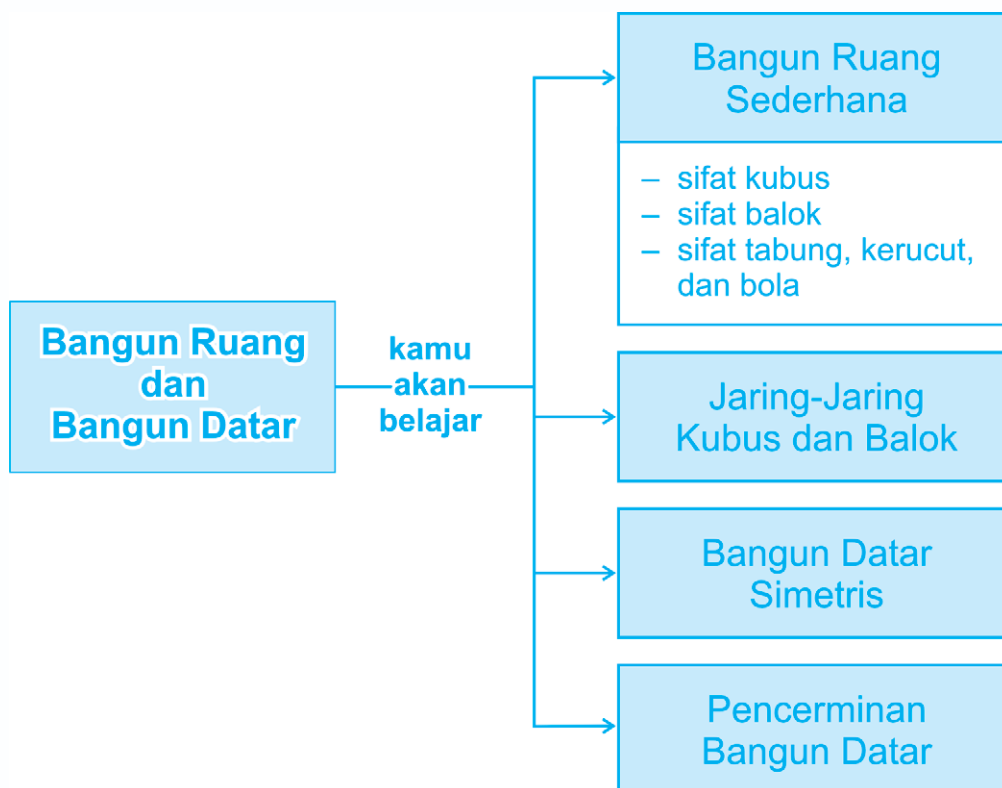 Bangun Ruang
dan
Bangun Datar
kamu
akan
belajar
Bangun Ruang
Sederhana
– sifat kubus
– sifat balok
– sifat tabung, kerucut,
dan bola
Jaring-Jaring
Kubus dan Balok
Bangun Datar
Simetris
Pencerminan
Bangun Datar